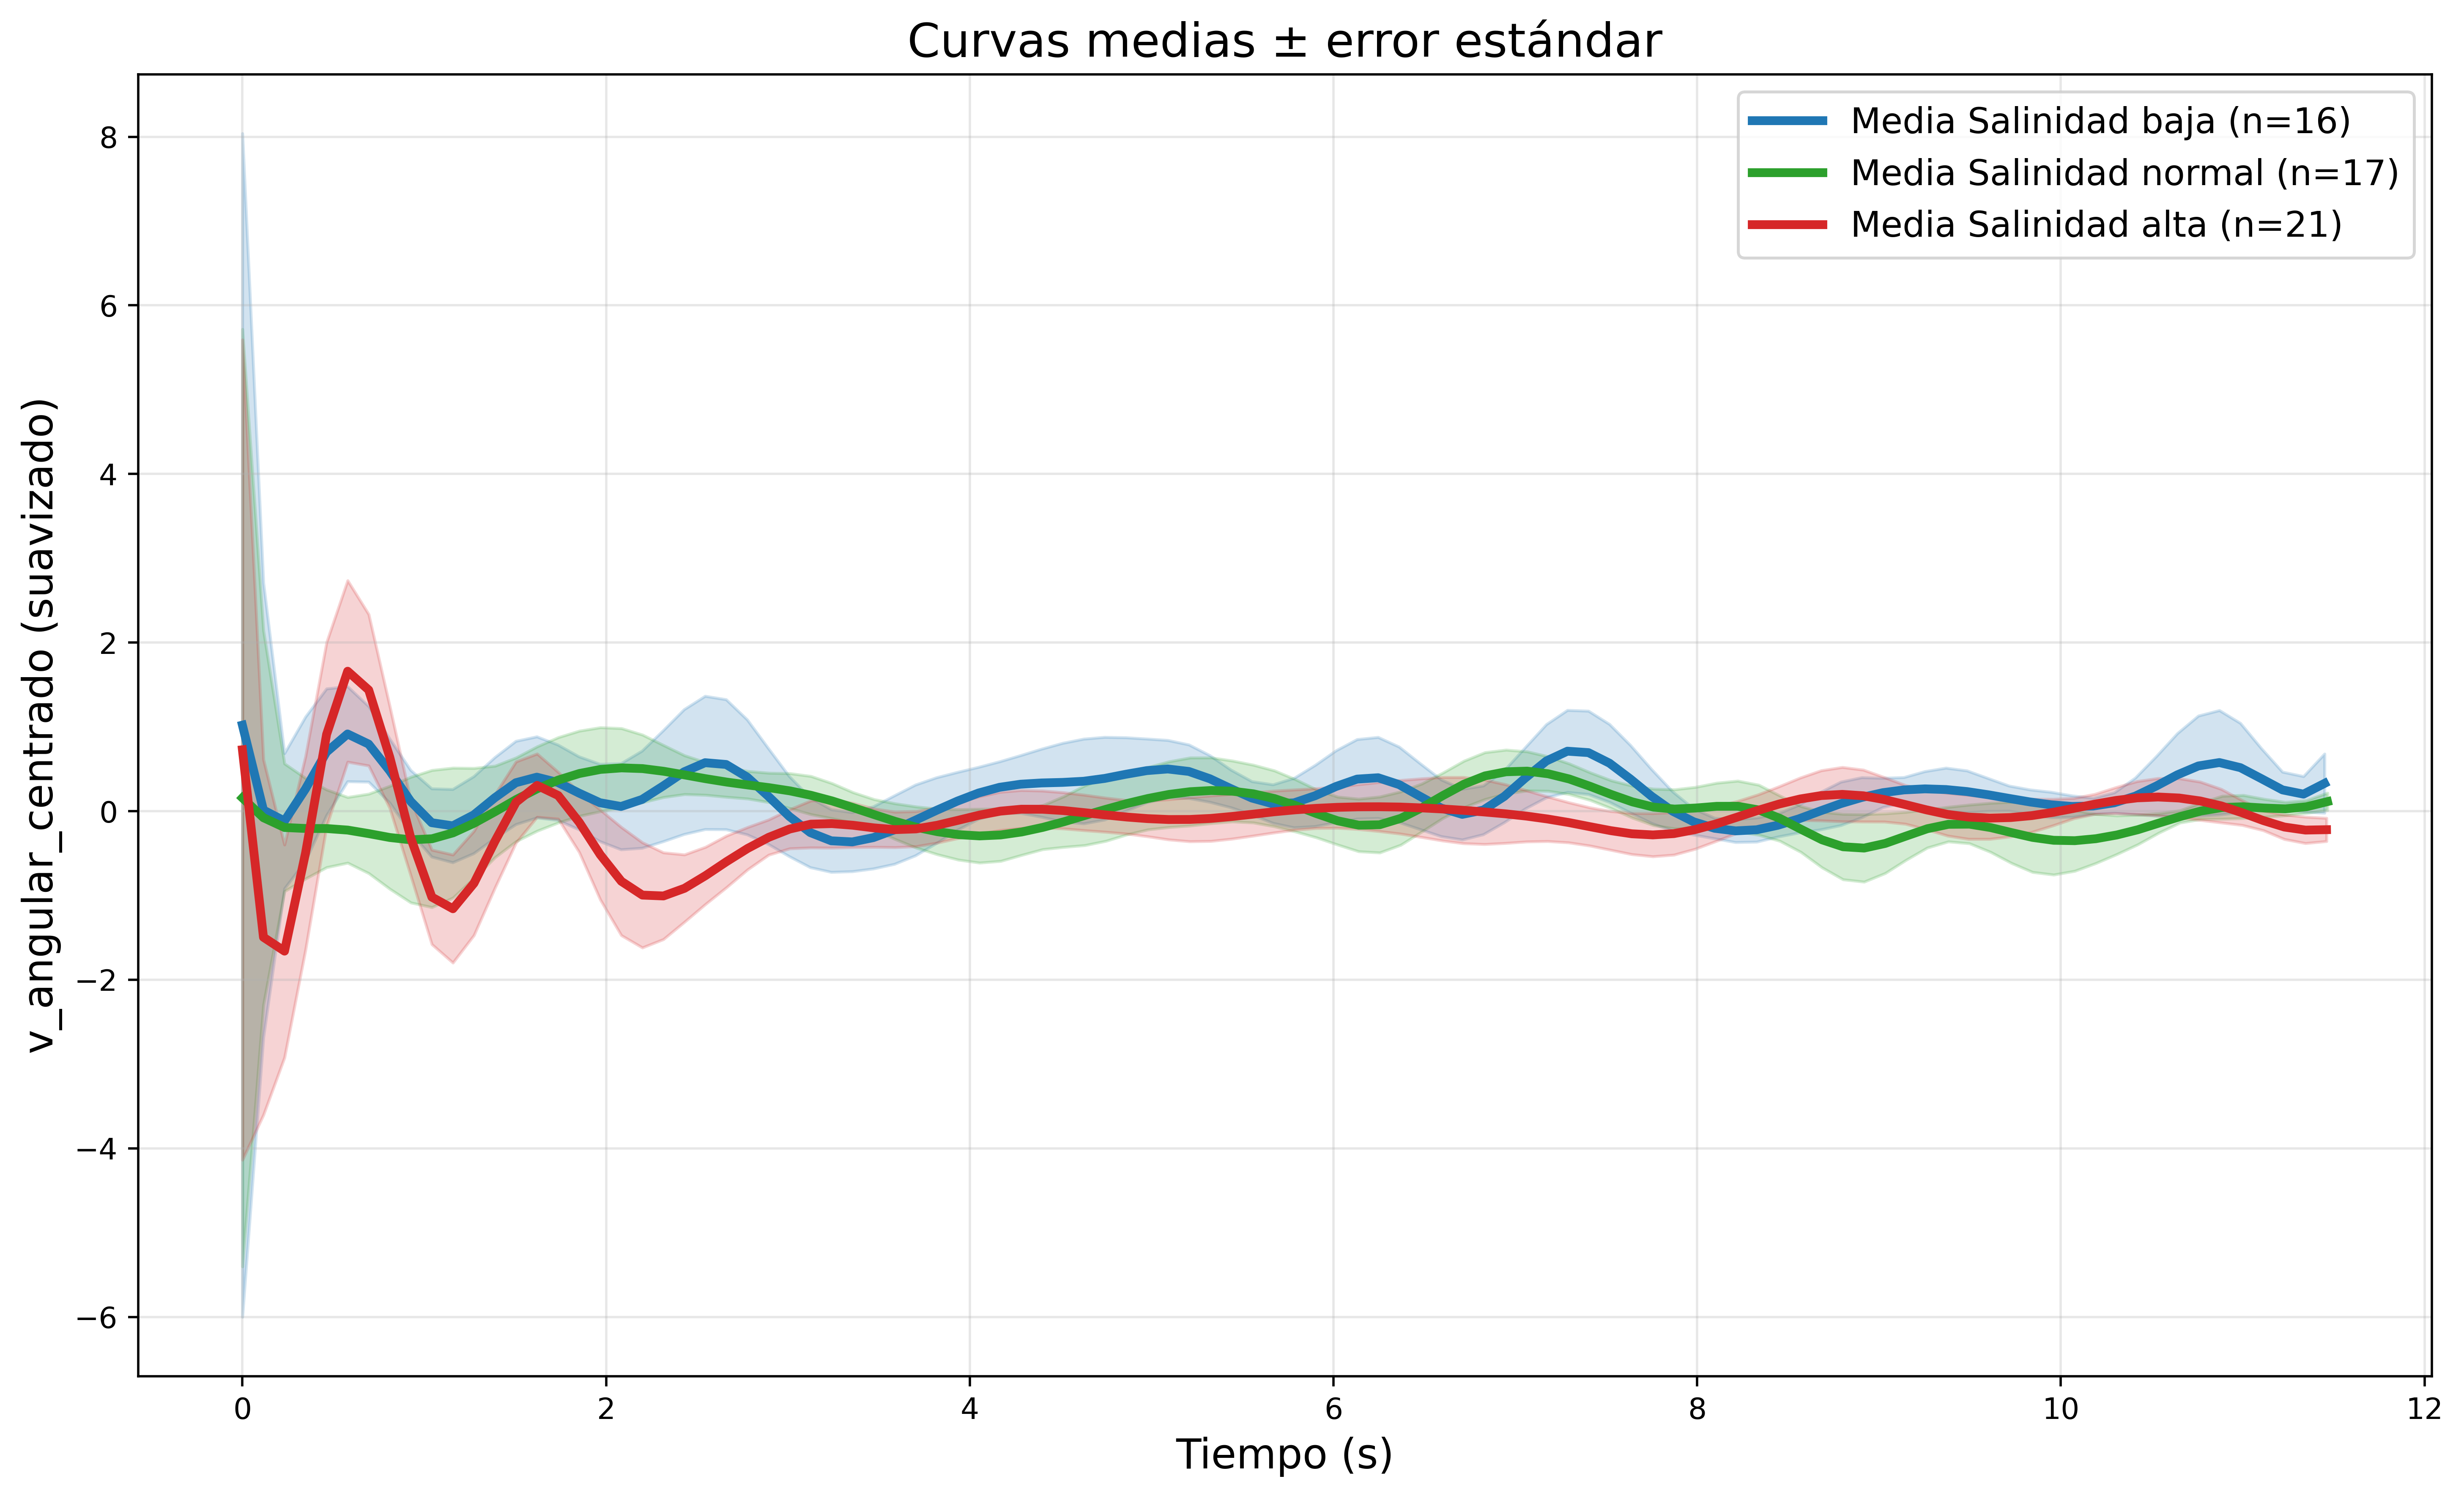 Curvas medias ± error estándar
Media Salinidad baja (n=16)
Media Salinidad normal (n=17)
Media Salinidad alta (n=21)
v_angular_centrado (suavizado)
8
6
4
2
0
−2
−4
−6
0 2 4 6 8 10 12
Tiempo (s)